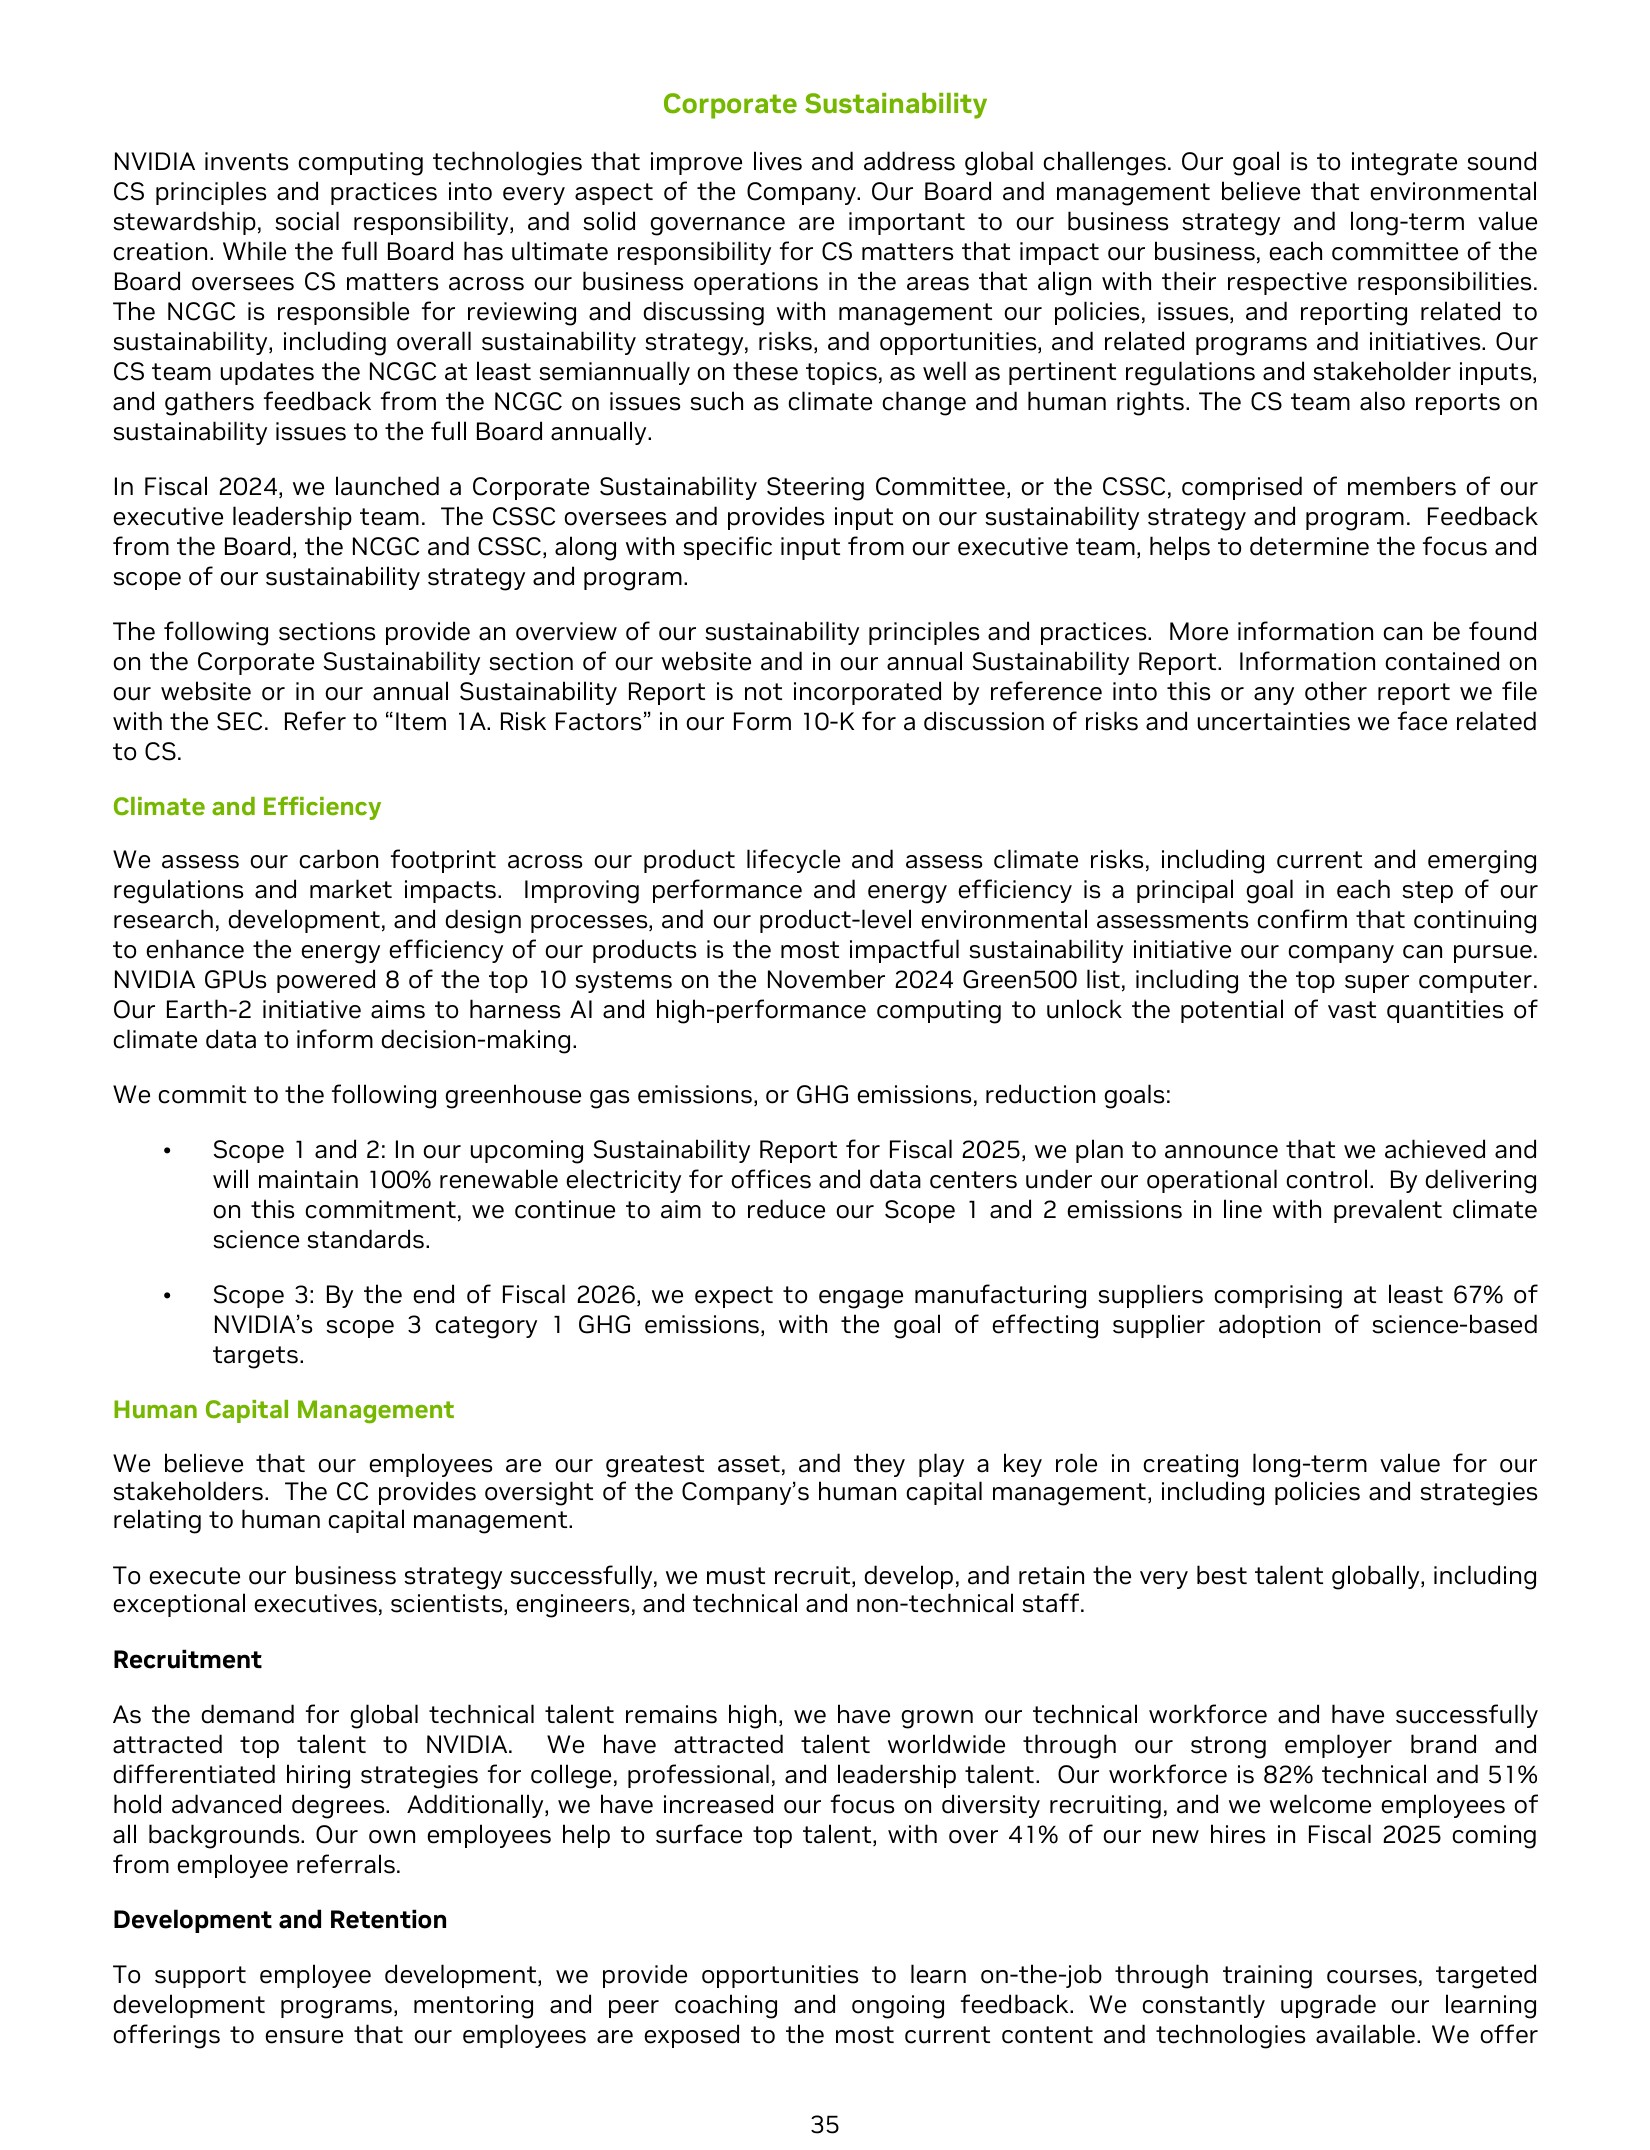 Corporate Sustainability
NVIDIA invents computing technologies that improve lives and address global challenges. Our goal is to integrate sound
CS principles and practices into every aspect of the Company. Our Board and management believe that environmental
stewardship, social responsibility, and solid governance are important to our business strategy and long-term value
creation. While the full Board has ultimate responsibility for CS matters that impact our business, each committee of the
Board oversees CS matters across our business operations in the areas that align with their respective responsibilities.
The NCGC is responsible for reviewing and discussing with management our policies, issues, and reporting related to
sustainability, including overall sustainability strategy, risks, and opportunities, and related programs and initiatives. Our
CS team updates the NCGC at least semiannually on these topics, as well as pertinent regulations and stakeholder inputs,
and gathers feedback from the NCGC on issues such as climate change and human rights. The CS team also reports on
sustainability issues to the full Board annually.
In Fiscal 2024, we launched a Corporate Sustainability Steering Committee, or the CSSC, comprised of members of our
executive leadership team. The CSSC oversees and provides input on our sustainability strategy and program. Feedback
from the Board, the NCGC and CSSC, along with specific input from our executive team, helps to determine the focus and
scope of our sustainability strategy and program.
The following sections provide an overview of our sustainability principles and practices. More information can be found
on the Corporate Sustainability section of our website and in our annual Sustainability Report. Information contained on
our website or in our annual Sustainability Report is not incorporated by reference into this or any other report we file
with the SEC. Refer to “Item 1A. Risk Factors” in our Form 10-K for a discussion of risks and uncertainties we face related
to CS.
Climate and Efficiency
We assess our carbon footprint across our product lifecycle and assess climate risks, including current and emerging
regulations and market impacts. Improving performance and energy efficiency is a principal goal in each step of our
research, development, and design processes, and our product-level environmental assessments confirm that continuing
to enhance the energy efficiency of our products is the most impactful sustainability initiative our company can pursue.
NVIDIA GPUs powered 8 of the top 10 systems on the November 2024 Green500 list, including the top super computer.
Our Earth-2 initiative aims to harness AI and high-performance computing to unlock the potential of vast quantities of
climate data to inform decision-making.
We commit to the following greenhouse gas emissions, or GHG emissions, reduction goals:
• Scope 1 and 2: In our upcoming Sustainability Report for Fiscal 2025, we plan to announce that we achieved and
will maintain 100% renewable electricity for offices and data centers under our operational control. By delivering
on this commitment, we continue to aim to reduce our Scope 1 and 2 emissions in line with prevalent climate
science standards.
• Scope 3: By the end of Fiscal 2026, we expect to engage manufacturing suppliers comprising at least 67% of
NVIDIA’s scope 3 category 1 GHG emissions, with the goal of effecting supplier adoption of science-based
targets.
Human Capital Management
We believe that our employees are our greatest asset, and they play a key role in creating long-term value for our
stakeholders. The CC provides oversight of the Company’s human capital management, including policies and strategies
relating to human capital management.
To execute our business strategy successfully, we must recruit, develop, and retain the very best talent globally, including
exceptional executives, scientists, engineers, and technical and non-technical staff.
Recruitment
As the demand for global technical talent remains high, we have grown our technical workforce and have successfully
attracted top talent to NVIDIA. We have attracted talent worldwide through our strong employer brand and
differentiated hiring strategies for college, professional, and leadership talent. Our workforce is 82% technical and 51%
hold advanced degrees. Additionally, we have increased our focus on diversity recruiting, and we welcome employees of
all backgrounds. Our own employees help to surface top talent, with over 41% of our new hires in Fiscal 2025 coming
from employee referrals.
Development and Retention
To support employee development, we provide opportunities to learn on-the-job through training courses, targeted
development programs, mentoring and peer coaching and ongoing feedback. We constantly upgrade our learning
offerings to ensure that our employees are exposed to the most current content and technologies available. We offer
35